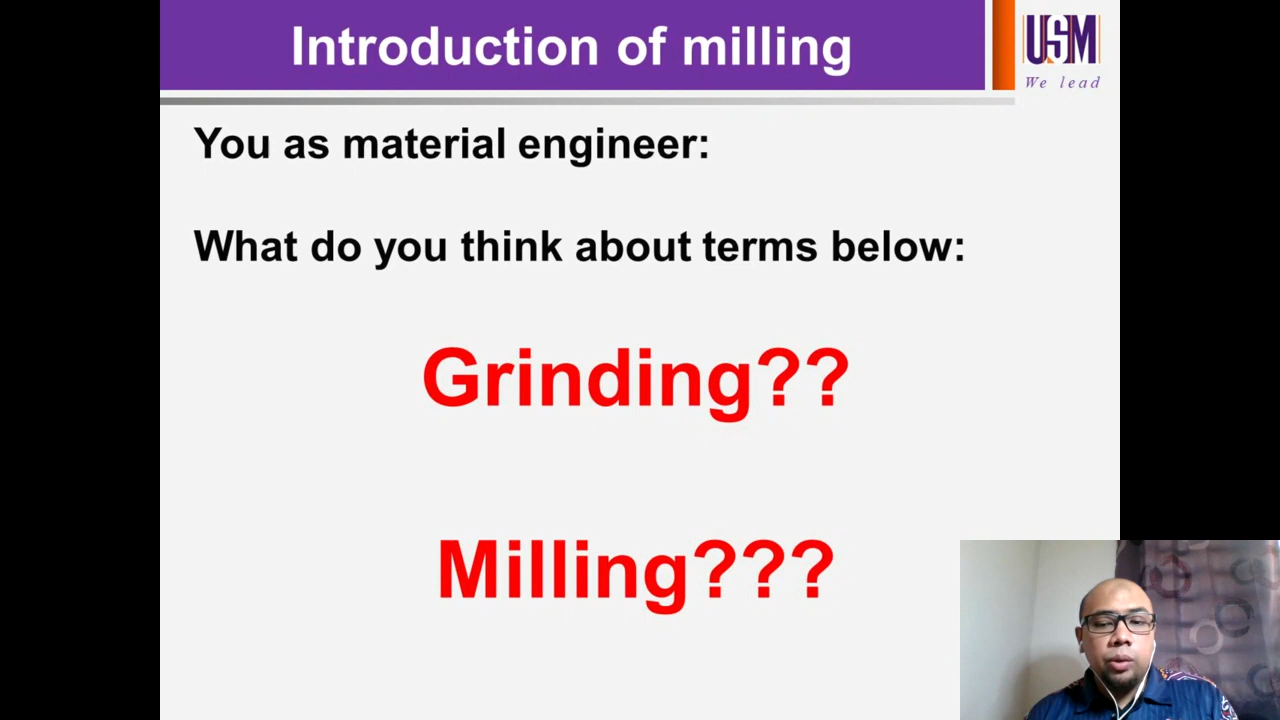 Introduction of milling
USM
We lead
You as material engineer:
What do you think about terms below:
Grinding??
Milling???